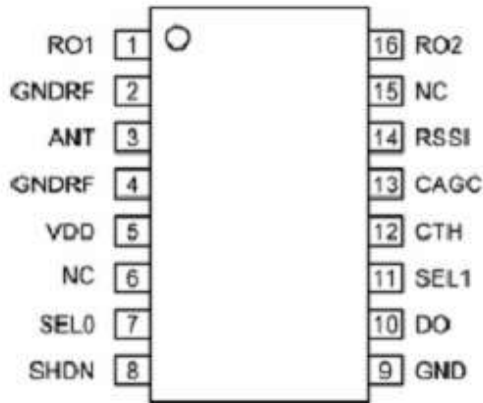 RO1 1 16 RO2
GNDRF 2 15 NC
ANT 3 14 RSSI
GNDRF 4 13 CAGC
VDD 5 12 CTH
NC 6 11 SEL1
SEL0 7 10 DO
SHDN 8 9 GND